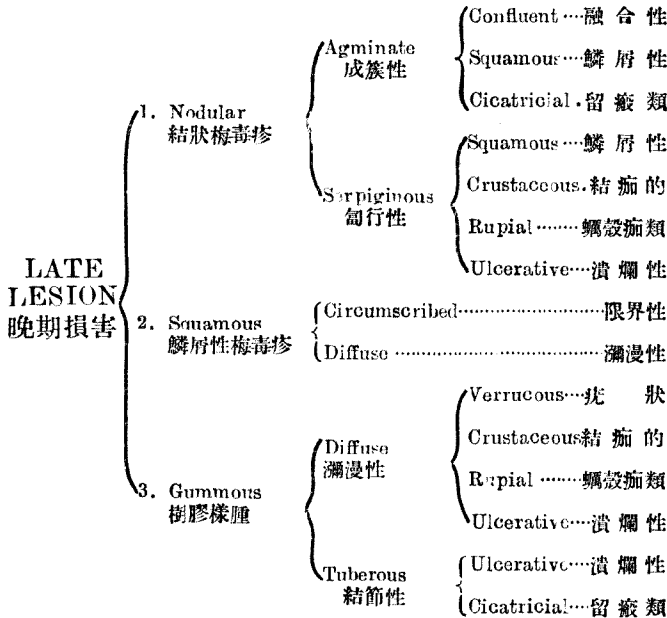 LATE
LESION
晚期損害
1. Nodular
結狀梅毒疹
Agminate
成簇性
Confluent····融合性
Squamous····鱗屑性
Cicatricial·留瘢類
Serpiginous
匐行性
Squamous····鱗屑性
Crustaceous·結痂的
Rupial········蠣殼痂類
Ulcerative····潰爛性
2. Squamous
鱗屑性梅毒疹
Circumscribed····················限界性
Diffuse ······························瀰漫性
3. Gummous
樹膠樣腫
Diffuse
瀰漫性
Verrucous····疣狀
Crustaceous結痂的
Rupial ·······蠣殼痂類
Ulcerative····潰爛性
Tuberous
結節性
Ulcerative····潰爛性
Cicatricial····留瘢類